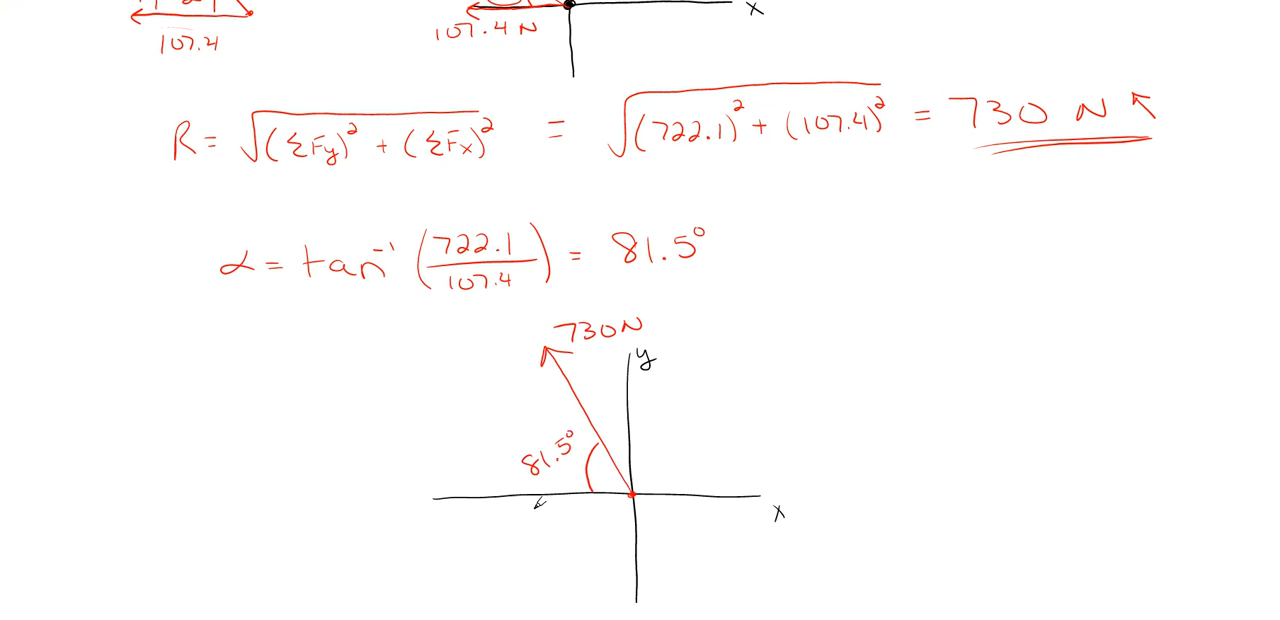 107.4
107.4 N
x
R = √((ΣFy)² + (ΣFx)²) = √((722.1)² + (107.4)²) = 730 N ↖
α = tan⁻¹ (722.1/107.4) = 81.5°
730N
y
81.5°
x